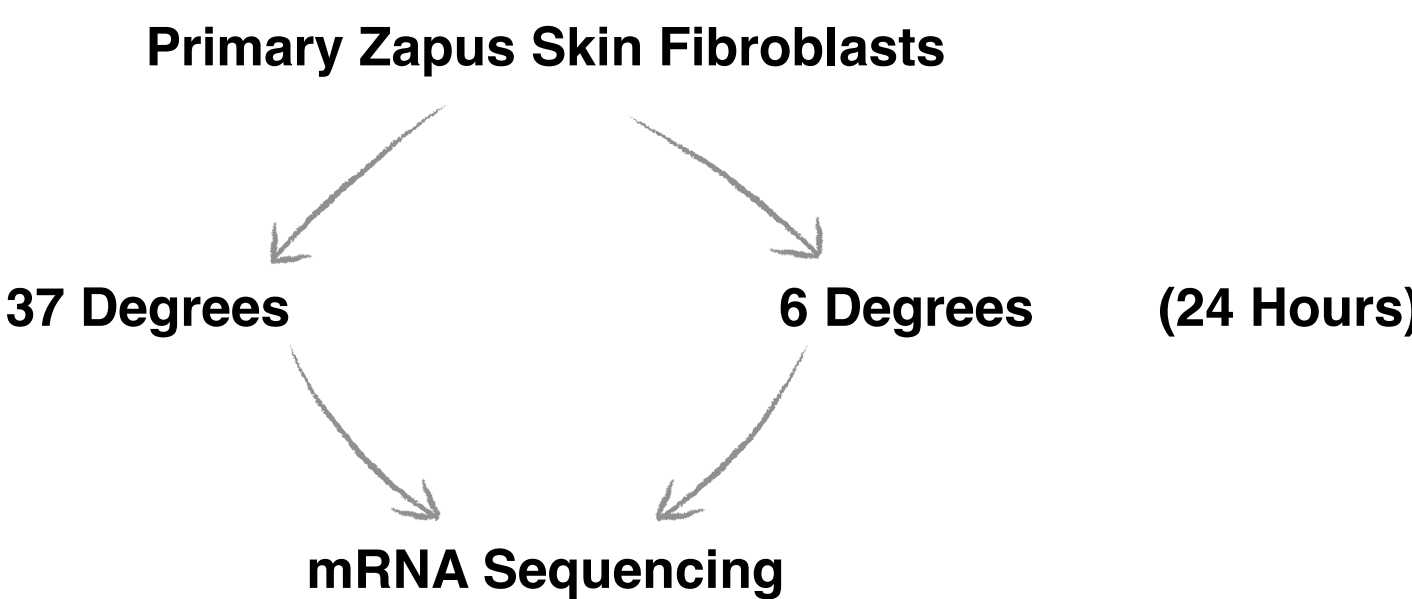 Primary Zapus Skin Fibroblasts
37 Degrees 6 Degrees (24 Hours)
mRNA Sequencing